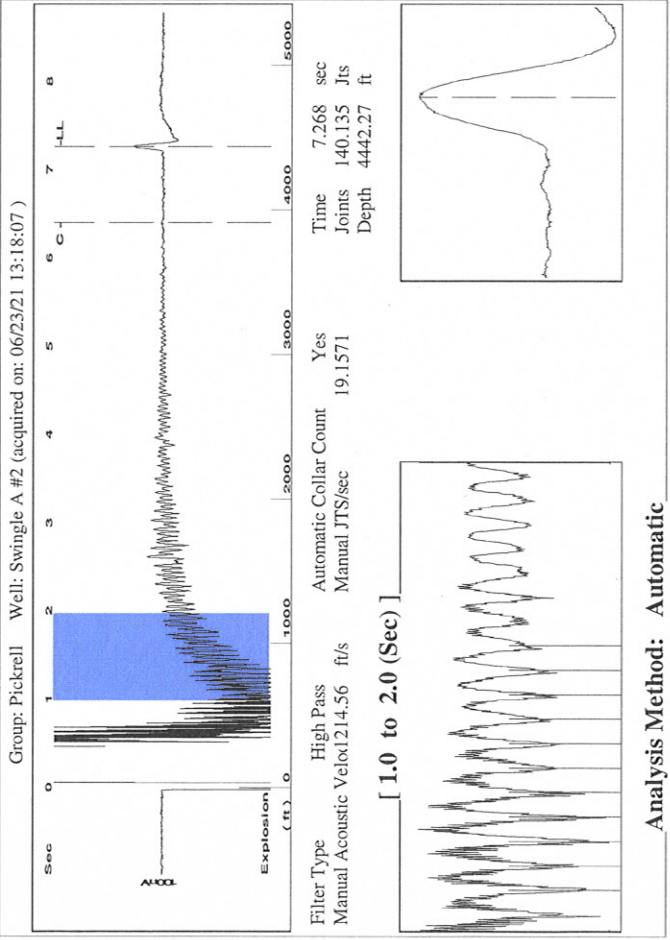 Group: Pickrell Well: Swingle A #2 (acquired on: 06/23/21 13:18:07 )
Sec 0 1 2 3 4 5 6 7 8
C LL
Explosion
( ft ) 0 1000 2000 3000 4000 5000
Filter Type High Pass Automatic Collar Count Yes Time 7.268 sec
Manual Acoustic Veloc1214.56 ft/s Manual JTS/sec 19.1571 Joints 140.135 Jts
Depth 4442.27 ft
[ 1.0 to 2.0 (Sec) ]
Analysis Method: Automatic